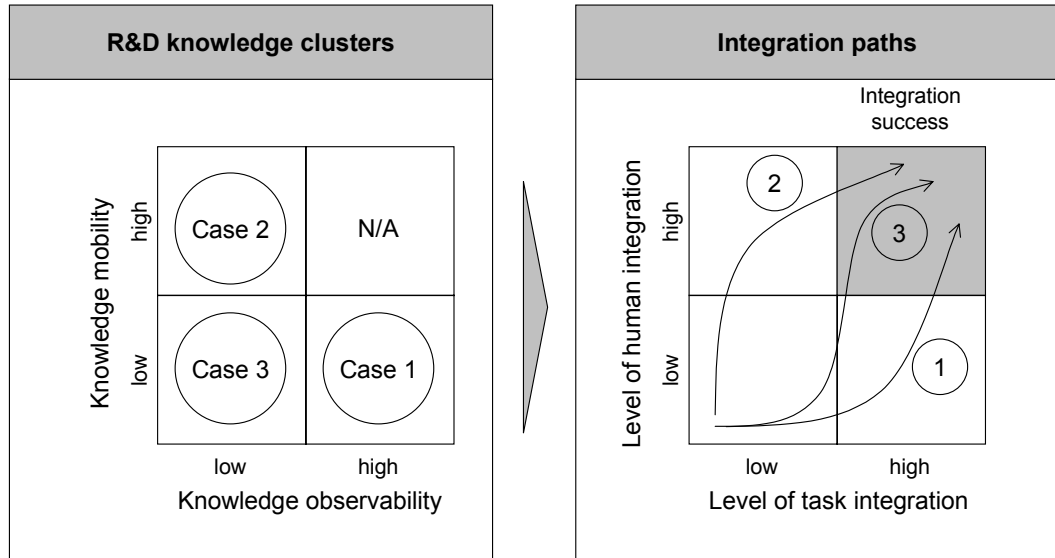 R&D knowledge clusters
Knowledge mobility
high
low
Case 2
N/A
Case 3
Case 1
low
high
Knowledge observability
Integration paths
Integration
success
Level of human integration
high
low
2
3
1
low
high
Level of task integration